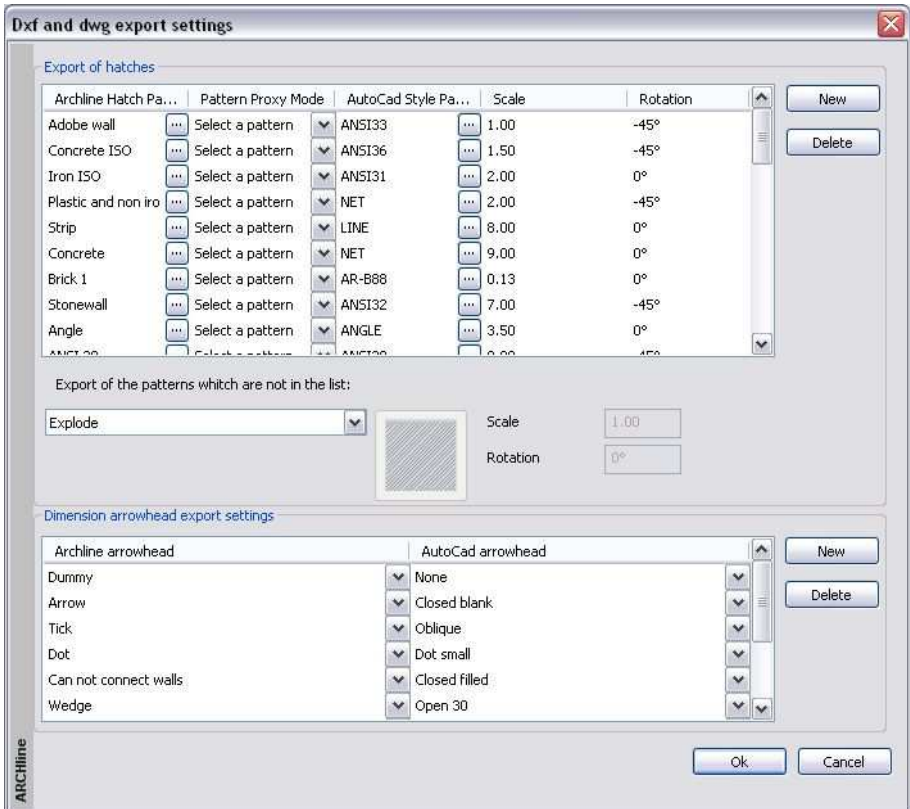 Dxf and dwg export settings
Export of hatches
Archline Hatch Pa... Pattern Proxy Mode AutoCad Style Pa... Scale Rotation
New
Adobe wall ... Select a pattern ANSI33 ... 1.00 -45°
Delete
Concrete ISO ... Select a pattern ANSI36 ... 1.50 -45°
Iron ISO ... Select a pattern ANSI31 ... 2.00 0°
Plastic and non iro ... Select a pattern NET ... 2.00 -45°
Strip ... Select a pattern LINE ... 8.00 0°
Concrete ... Select a pattern NET ... 9.00 0°
Brick 1 ... Select a pattern AR-B88 ... 0.13 0°
Stonewall ... Select a pattern ANSI32 ... 7.00 -45°
Angle ... Select a pattern ANGLE ... 3.50 0°
Export of the patterns whitch are not in the list:
Explode
Scale 1.00
Rotation 0°
Dimension arrowhead export settings
Archline arrowhead AutoCad arrowhead
New
Dummy None
Delete
Arrow Closed blank
Tick Oblique
Dot Dot small
Can not connect walls Closed filled
Wedge Open 30
Ok Cancel
ARCHline